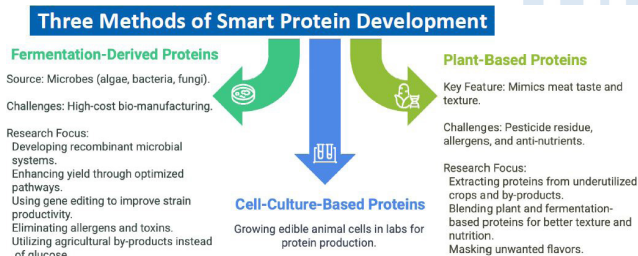 Three Methods of Smart Protein Development
Fermentation-Derived Proteins
Source: Microbes (algae, bacteria, fungi).
Challenges: High-cost bio-manufacturing.
Research Focus:
Developing recombinant microbial
systems.
Enhancing yield through optimized
pathways.
Using gene editing to improve strain
productivity.
Eliminating allergens and toxins.
Utilizing agricultural by-products instead
of glucose.
Cell-Culture-Based Proteins
Growing edible animal cells in labs for
protein production.
Plant-Based Proteins
Key Feature: Mimics meat taste and
texture.
Challenges: Pesticide residue,
allergens, and anti-nutrients.
Research Focus:
Extracting proteins from underutilized
crops and by-products.
Blending plant and fermentation-
based proteins for better texture and
nutrition.
Masking unwanted flavors.